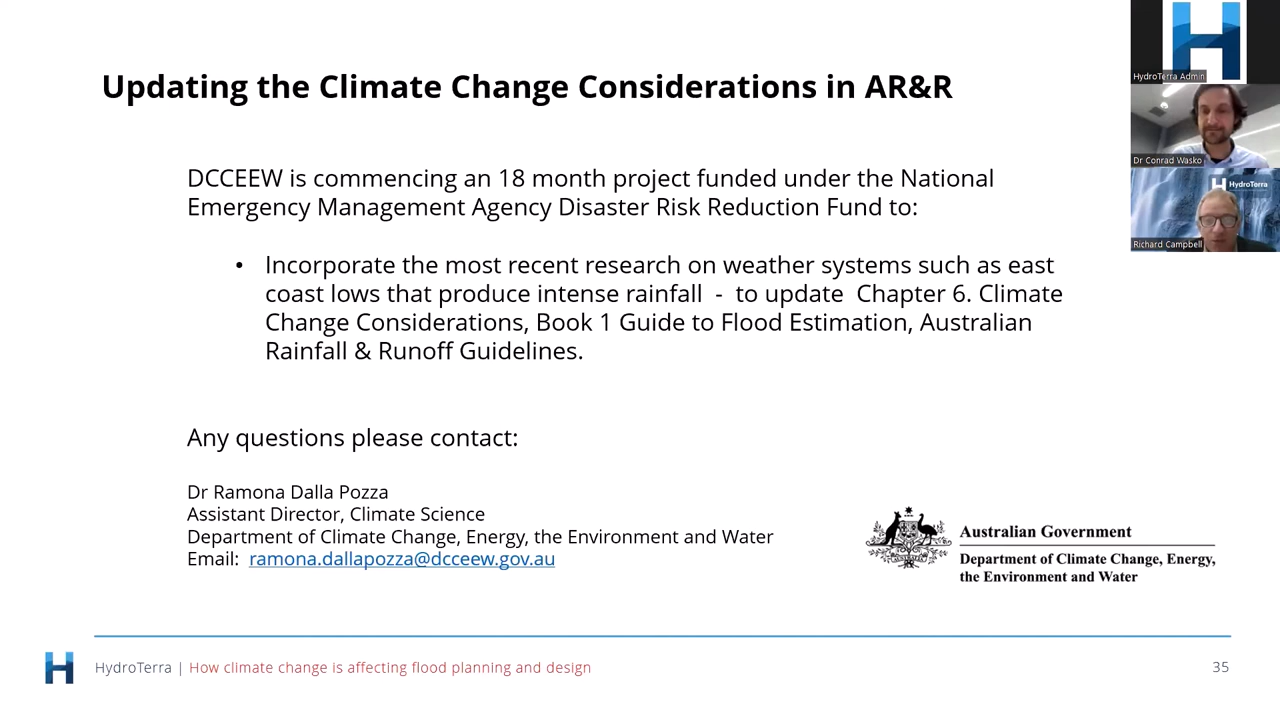 Updating the Climate Change Considerations in AR&R
DCCEEW is commencing an 18 month project funded under the National
Emergency Management Agency Disaster Risk Reduction Fund to:
• Incorporate the most recent research on weather systems such as east
coast lows that produce intense rainfall - to update Chapter 6. Climate
Change Considerations, Book 1 Guide to Flood Estimation, Australian
Rainfall & Runoff Guidelines.
Any questions please contact:
Dr Ramona Dalla Pozza
Assistant Director, Climate Science
Department of Climate Change, Energy, the Environment and Water
Email: ramona.dallapozza@dcceew.gov.au
Australian Government
Department of Climate Change, Energy,
the Environment and Water
HydroTerra | How climate change is affecting flood planning and design
35
HydroTerra Admin
Dr Conrad Wasko
HydroTerra
Richard Campbell